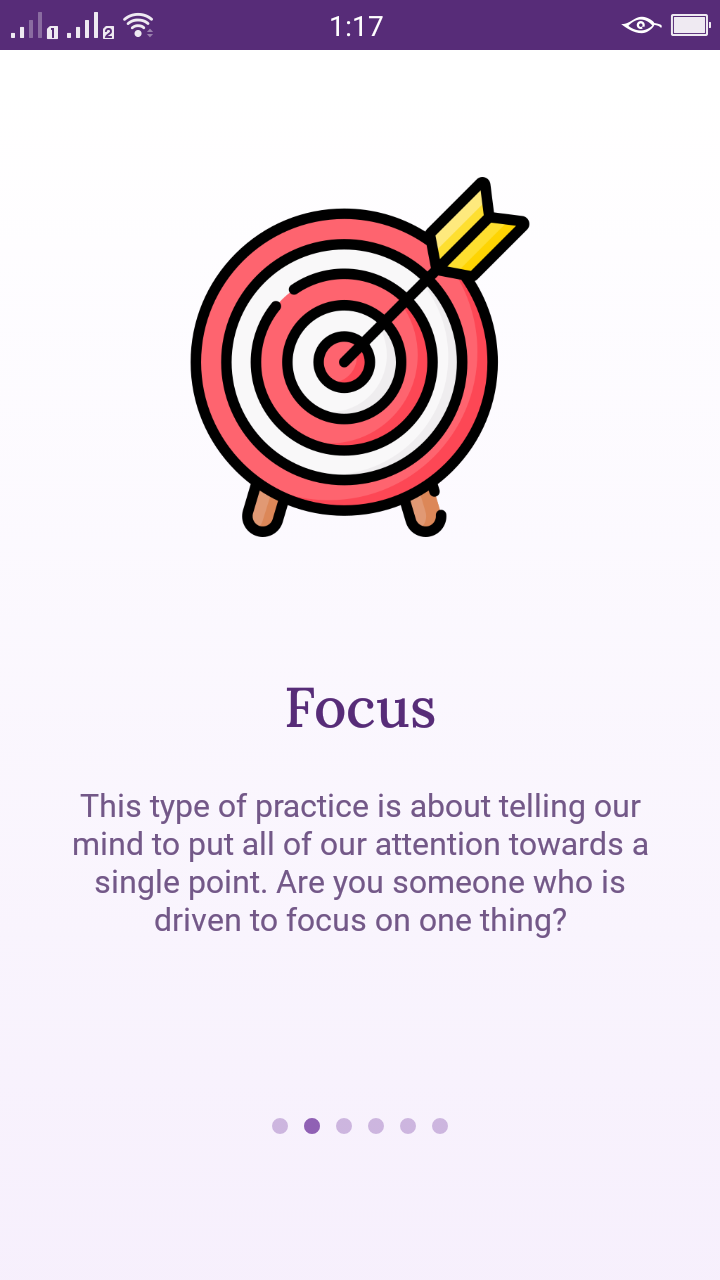 1 2 1:17
Focus
This type of practice is about telling our
mind to put all of our attention towards a
single point. Are you someone who is
driven to focus on one thing?